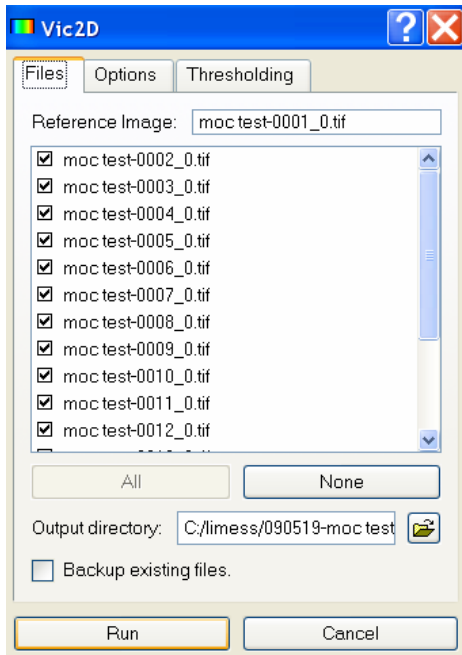 Vic2D
Files Options Thresholding
Reference Image: moc test-0001_0.tif
moc test-0002_0.tif
moc test-0003_0.tif
moc test-0004_0.tif
moc test-0005_0.tif
moc test-0006_0.tif
moc test-0007_0.tif
moc test-0008_0.tif
moc test-0009_0.tif
moc test-0010_0.tif
moc test-0011_0.tif
moc test-0012_0.tif
All None
Output directory: C:/limess/090519-moc test
Backup existing files.
Run Cancel